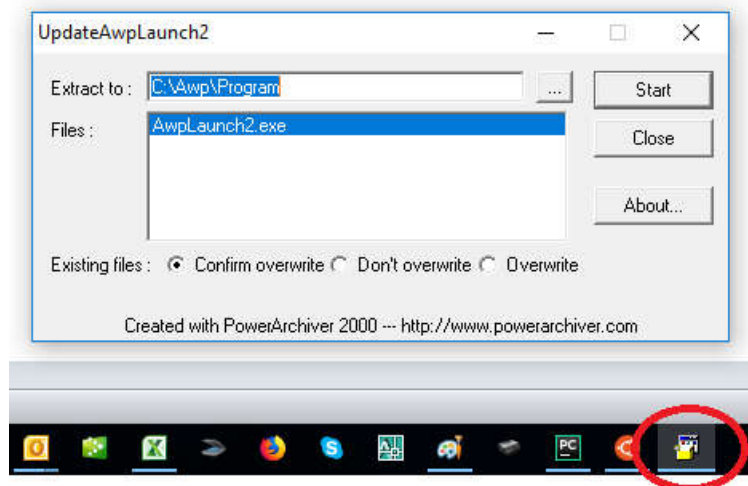 UpdateAwpLaunch2
Extract to : C:\Awp\Program ... Start
Files : AwpLaunch2.exe
Close
About...
Existing files : Confirm overwrite Don't overwrite Overwrite
Created with PowerArchiver 2000 --- http://www.powerarchiver.com
PC